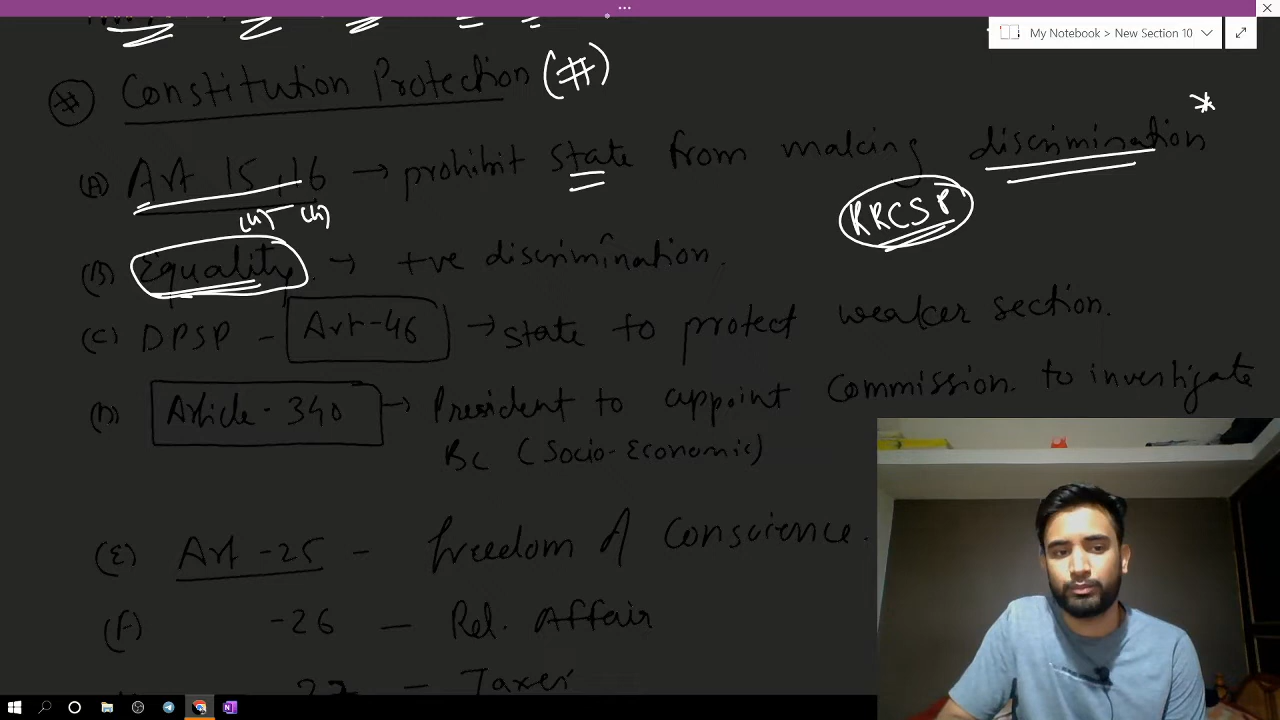 My Notebook > New Section 10
Constitution Protection (#)
(A) Art 15, 16 → prohibit state from making discrimination *
RRCSP
(B) Equality → +ve discrimination.
(C) DPSP - Art-46 → state to protect weaker section.
(D) Article - 340 → President to appoint Commission. to investigate
BC (Socio-Economic)
(E) Art -25 - freedom of Conscience.
(F) -26 - Rel. Affair
27 - Taxes